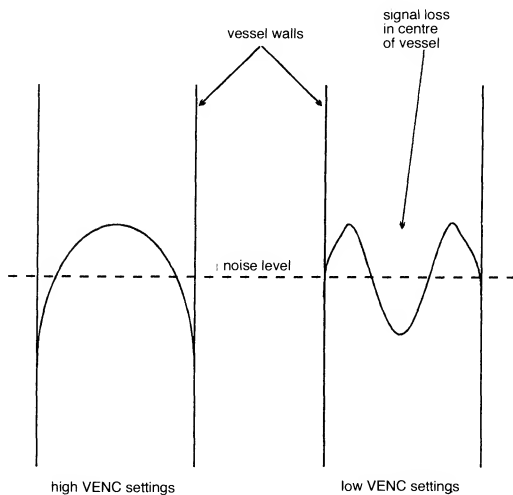 signal loss
in centre
of vessel
vessel walls
noise level
high VENC settings
low VENC settings